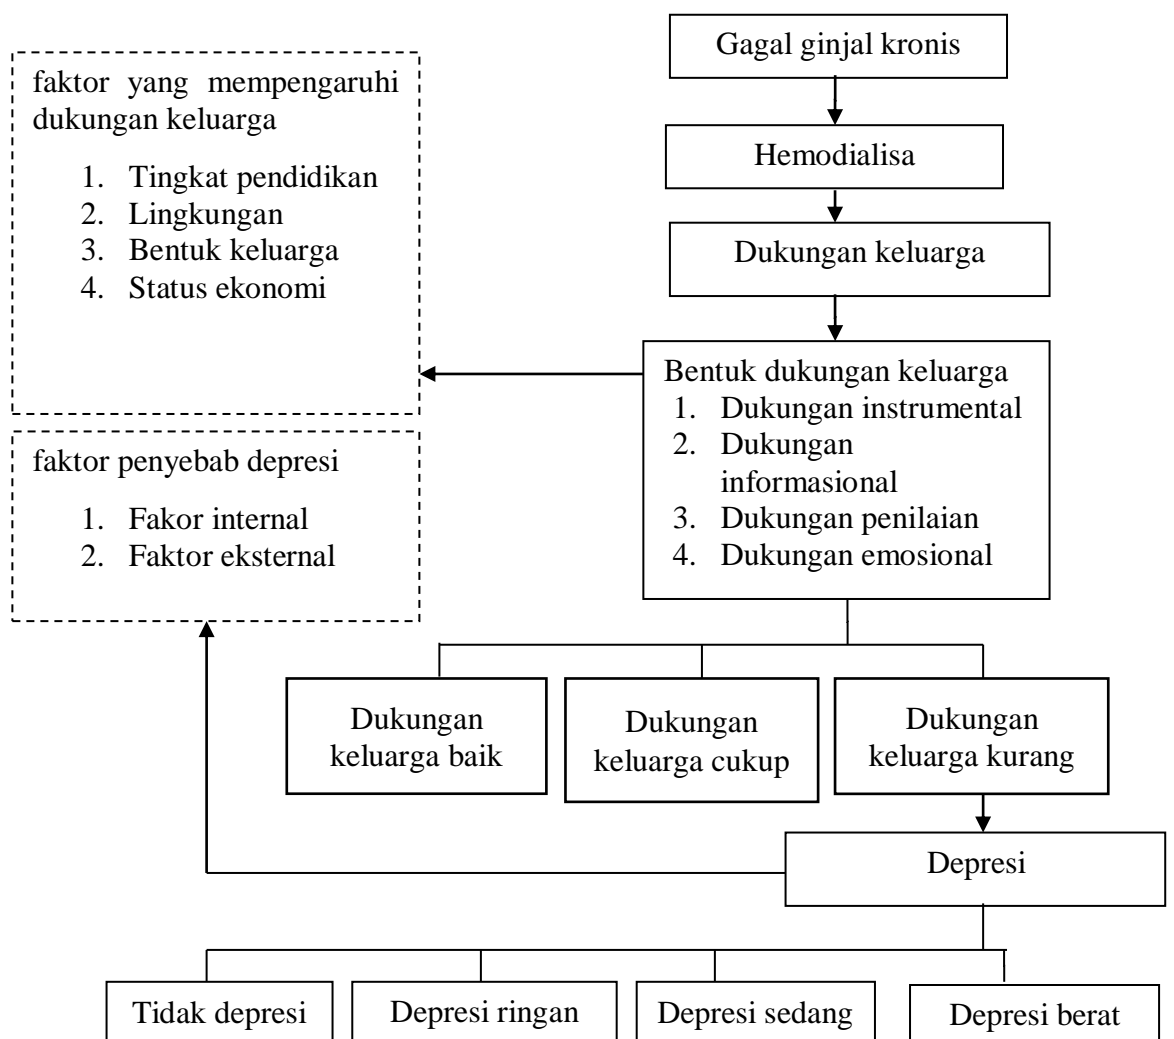 Gagal ginjal kronis
faktor yang mempengaruhi
dukungan keluarga
1. Tingkat pendidikan
2. Lingkungan
3. Bentuk keluarga
4. Status ekonomi
Hemodialisa
Dukungan keluarga
Bentuk dukungan keluarga
1. Dukungan instrumental
2. Dukungan
informasional
3. Dukungan penilaian
4. Dukungan emosional
faktor penyebab depresi
1. Fakor internal
2. Faktor eksternal
Dukungan
keluarga baik
Dukungan
keluarga cukup
Dukungan
keluarga kurang
Depresi
Tidak depresi
Depresi ringan
Depresi sedang
Depresi berat